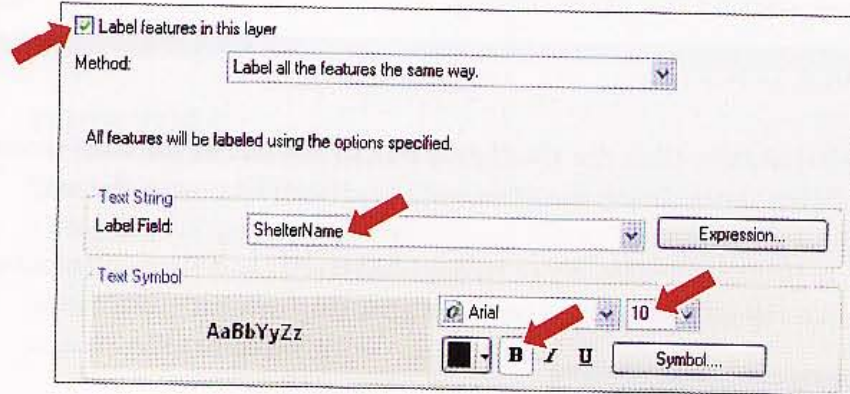 Label features in this layer
Method: Label all the features the same way.
All features will be labeled using the options specified.
Text String
Label Field: ShelterName Expression...
Text Symbol
AaBbYyZz Arial 10
B I U Symbol....